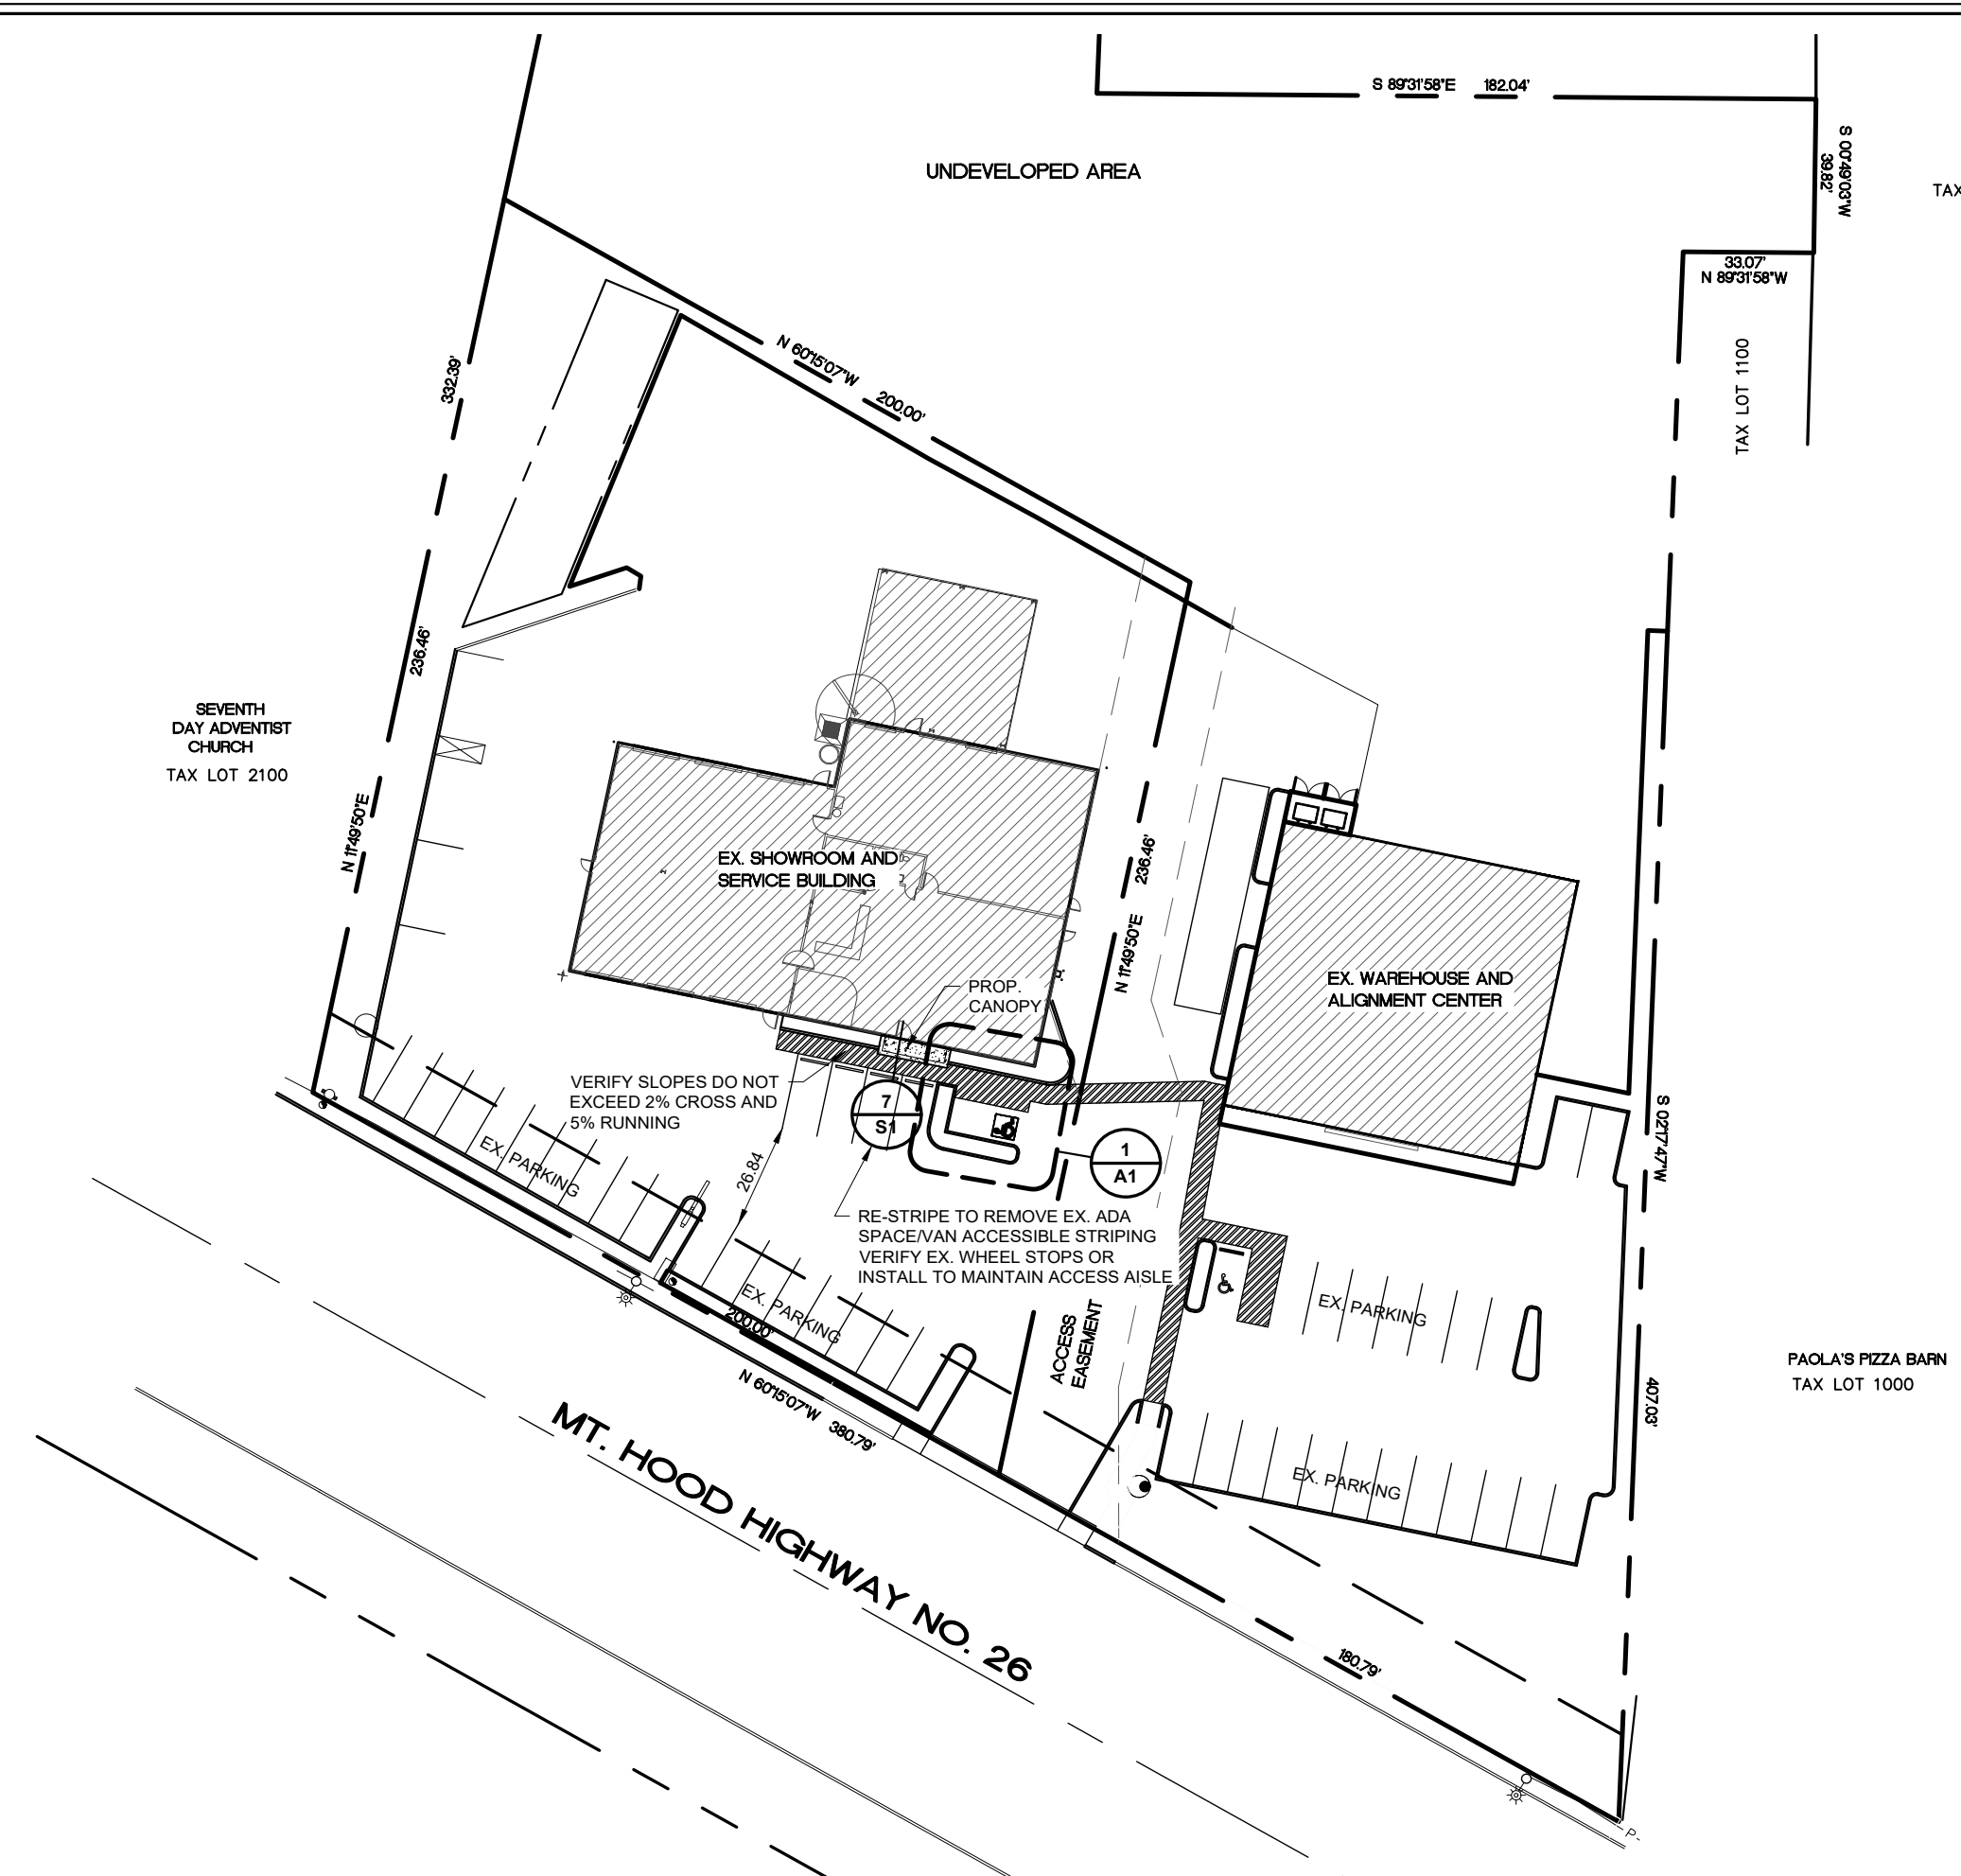 S 89°31'58"E 182.04'
UNDEVELOPED AREA
S 00°49'03"W
39.82'
TAX
33.07'
N 89°31'58"W
TAX LOT 1100
N 60°15'07"W 200.00'
332.39'
236.46'
N 11°49'50"E
SEVENTH
DAY ADVENTIST
CHURCH
TAX LOT 2100
EX. SHOWROOM AND
SERVICE BUILDING
236.46'
N 11°49'50"E
PROP.
CANOPY
EX. WAREHOUSE AND
ALIGNMENT CENTER
VERIFY SLOPES DO NOT
EXCEED 2% CROSS AND
5% RUNNING
7
S1
1
A1
S 02°17'47"W
407.03'
EX. PARKING
26.84
RE-STRIPE TO REMOVE EX. ADA
SPACE/VAN ACCESSIBLE STRIPING
VERIFY EX. WHEEL STOPS OR
INSTALL TO MAINTAIN ACCESS AISLE
EX. PARKING
200.00'
ACCESS
EASEMENT
EX. PARKING
PAOLA'S PIZZA BARN
TAX LOT 1000
N 60°15'07"W 380.79'
EX. PARKING
MT. HOOD HIGHWAY NO. 26
180.79'
P